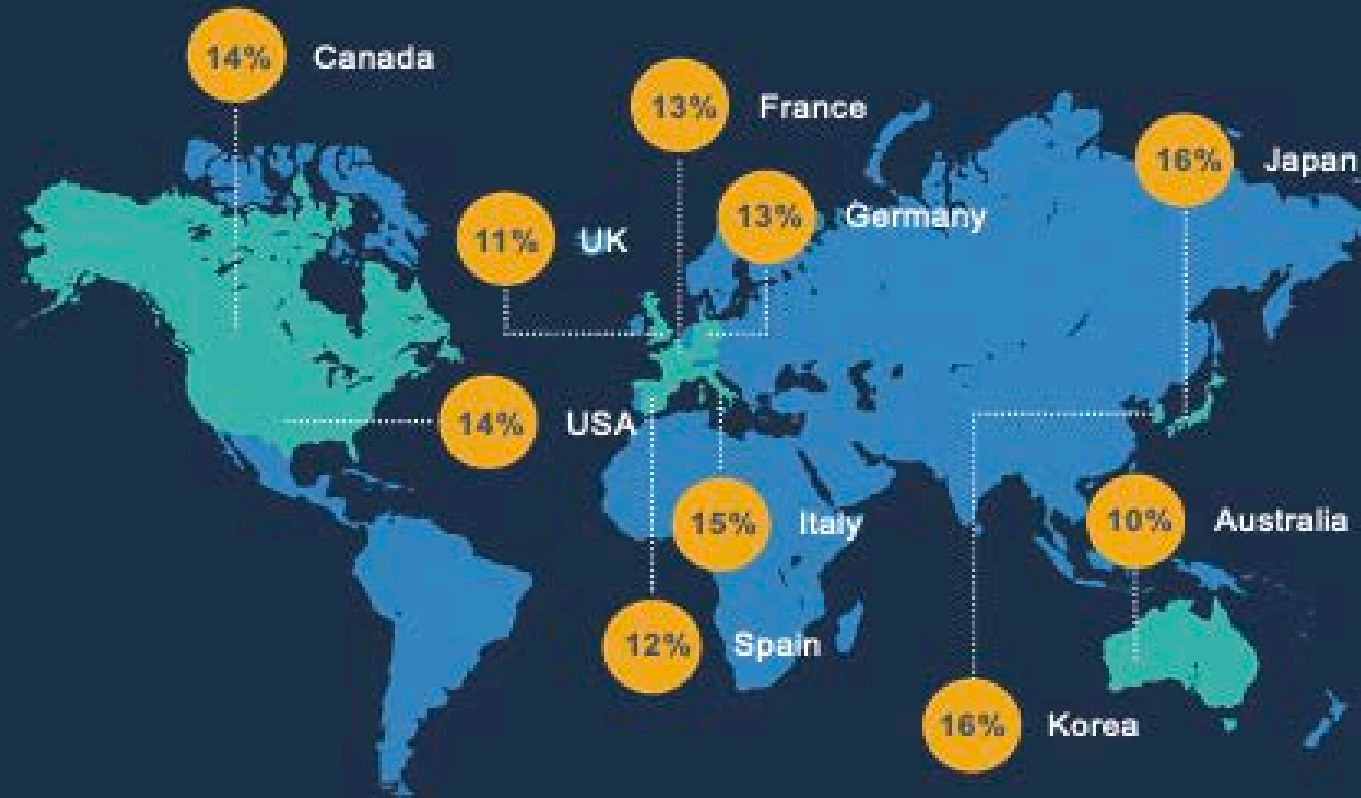 14% Canada
13% France
16% Japan
13% Germany
11% UK
14% USA
15% Italy
10% Australia
12% Spain
16% Korea